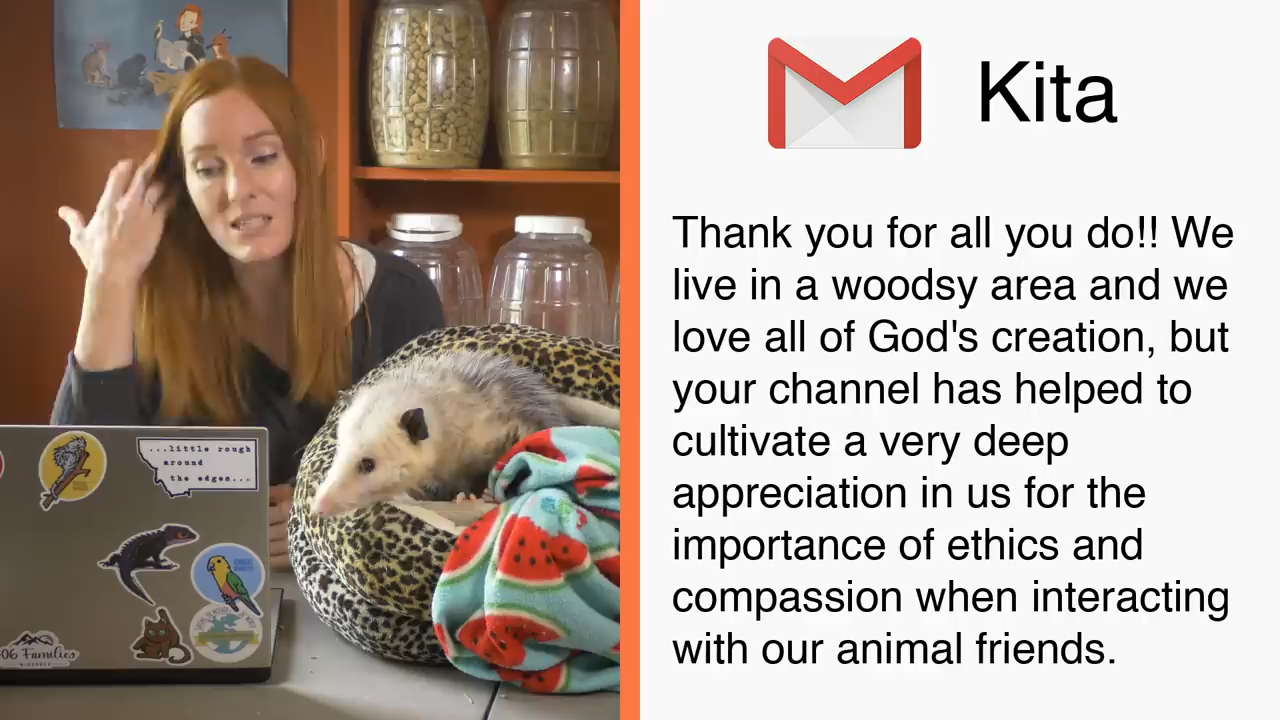 Kita
Thank you for all you do!! We
live in a woodsy area and we
love all of God's creation, but
your channel has helped to
cultivate a very deep
appreciation in us for the
importance of ethics and
compassion when interacting
with our animal friends.
...little rough
around
the edges...
06 Families